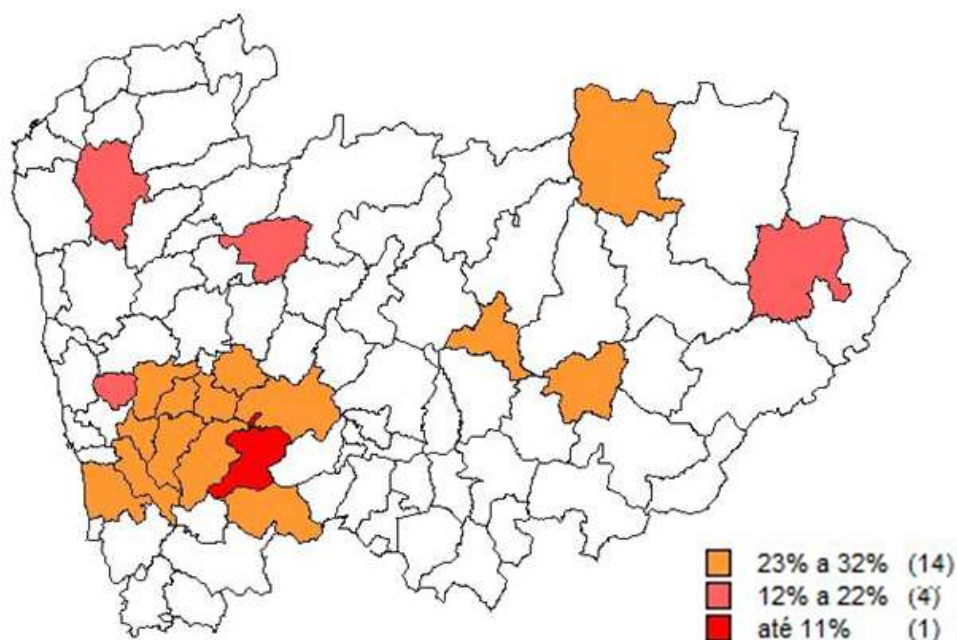 23% a 32% (14)
12% a 22% (4)
até 11% (1)